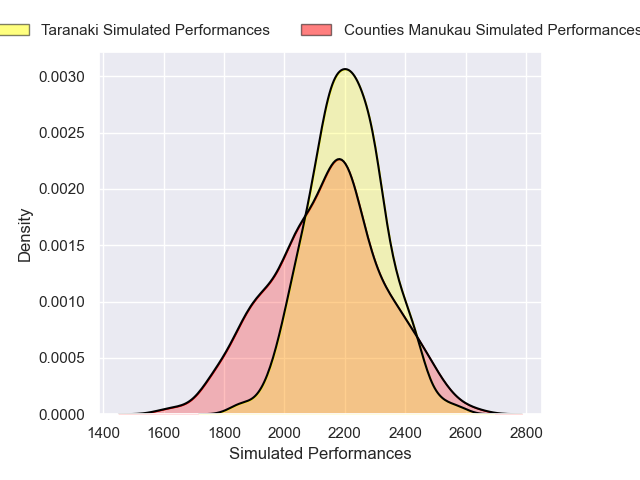 Taranaki Simulated Performances
Counties Manukau Simulated Performances
0.0030
0.0025
0.0020
0.0015
0.0010
0.0005
0.0000
Density
1400 1600 1800 2000 2200 2400 2600 2800
Simulated Performances